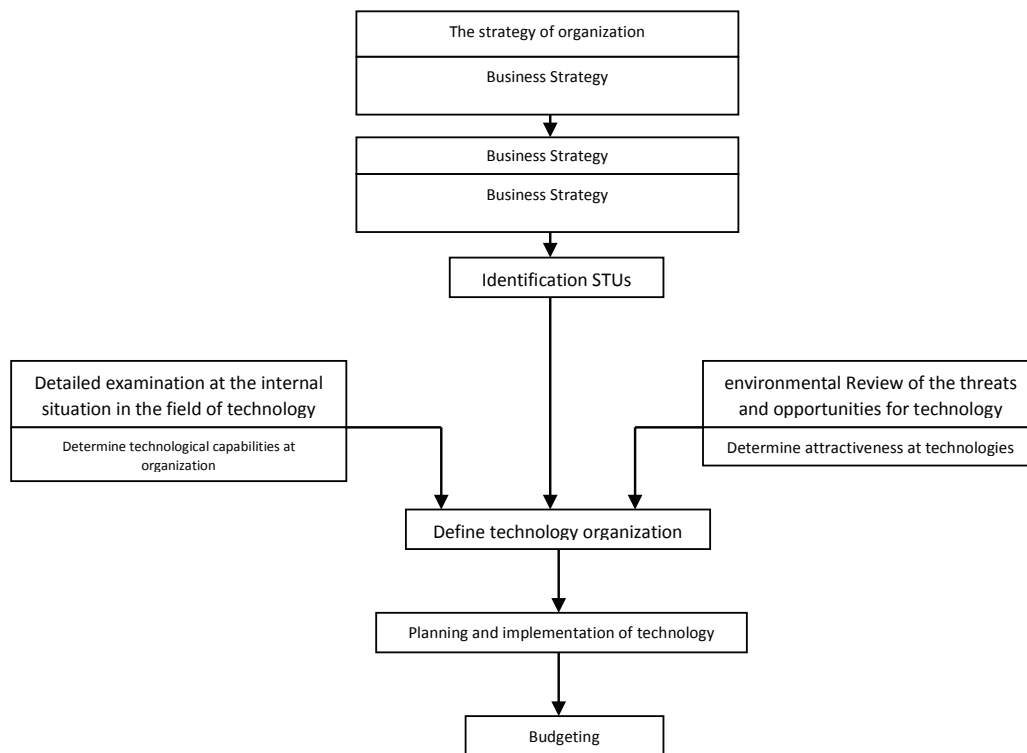 The strategy of organization
Business Strategy
Business Strategy
Business Strategy
Identification STUs
Detailed examination at the internal
situation in the field of technology
Determine technological capabilities at
organization
environmental Review of the threats
and opportunities for technology
Determine attractiveness at technologies
Define technology organization
Planning and implementation of technology
Budgeting